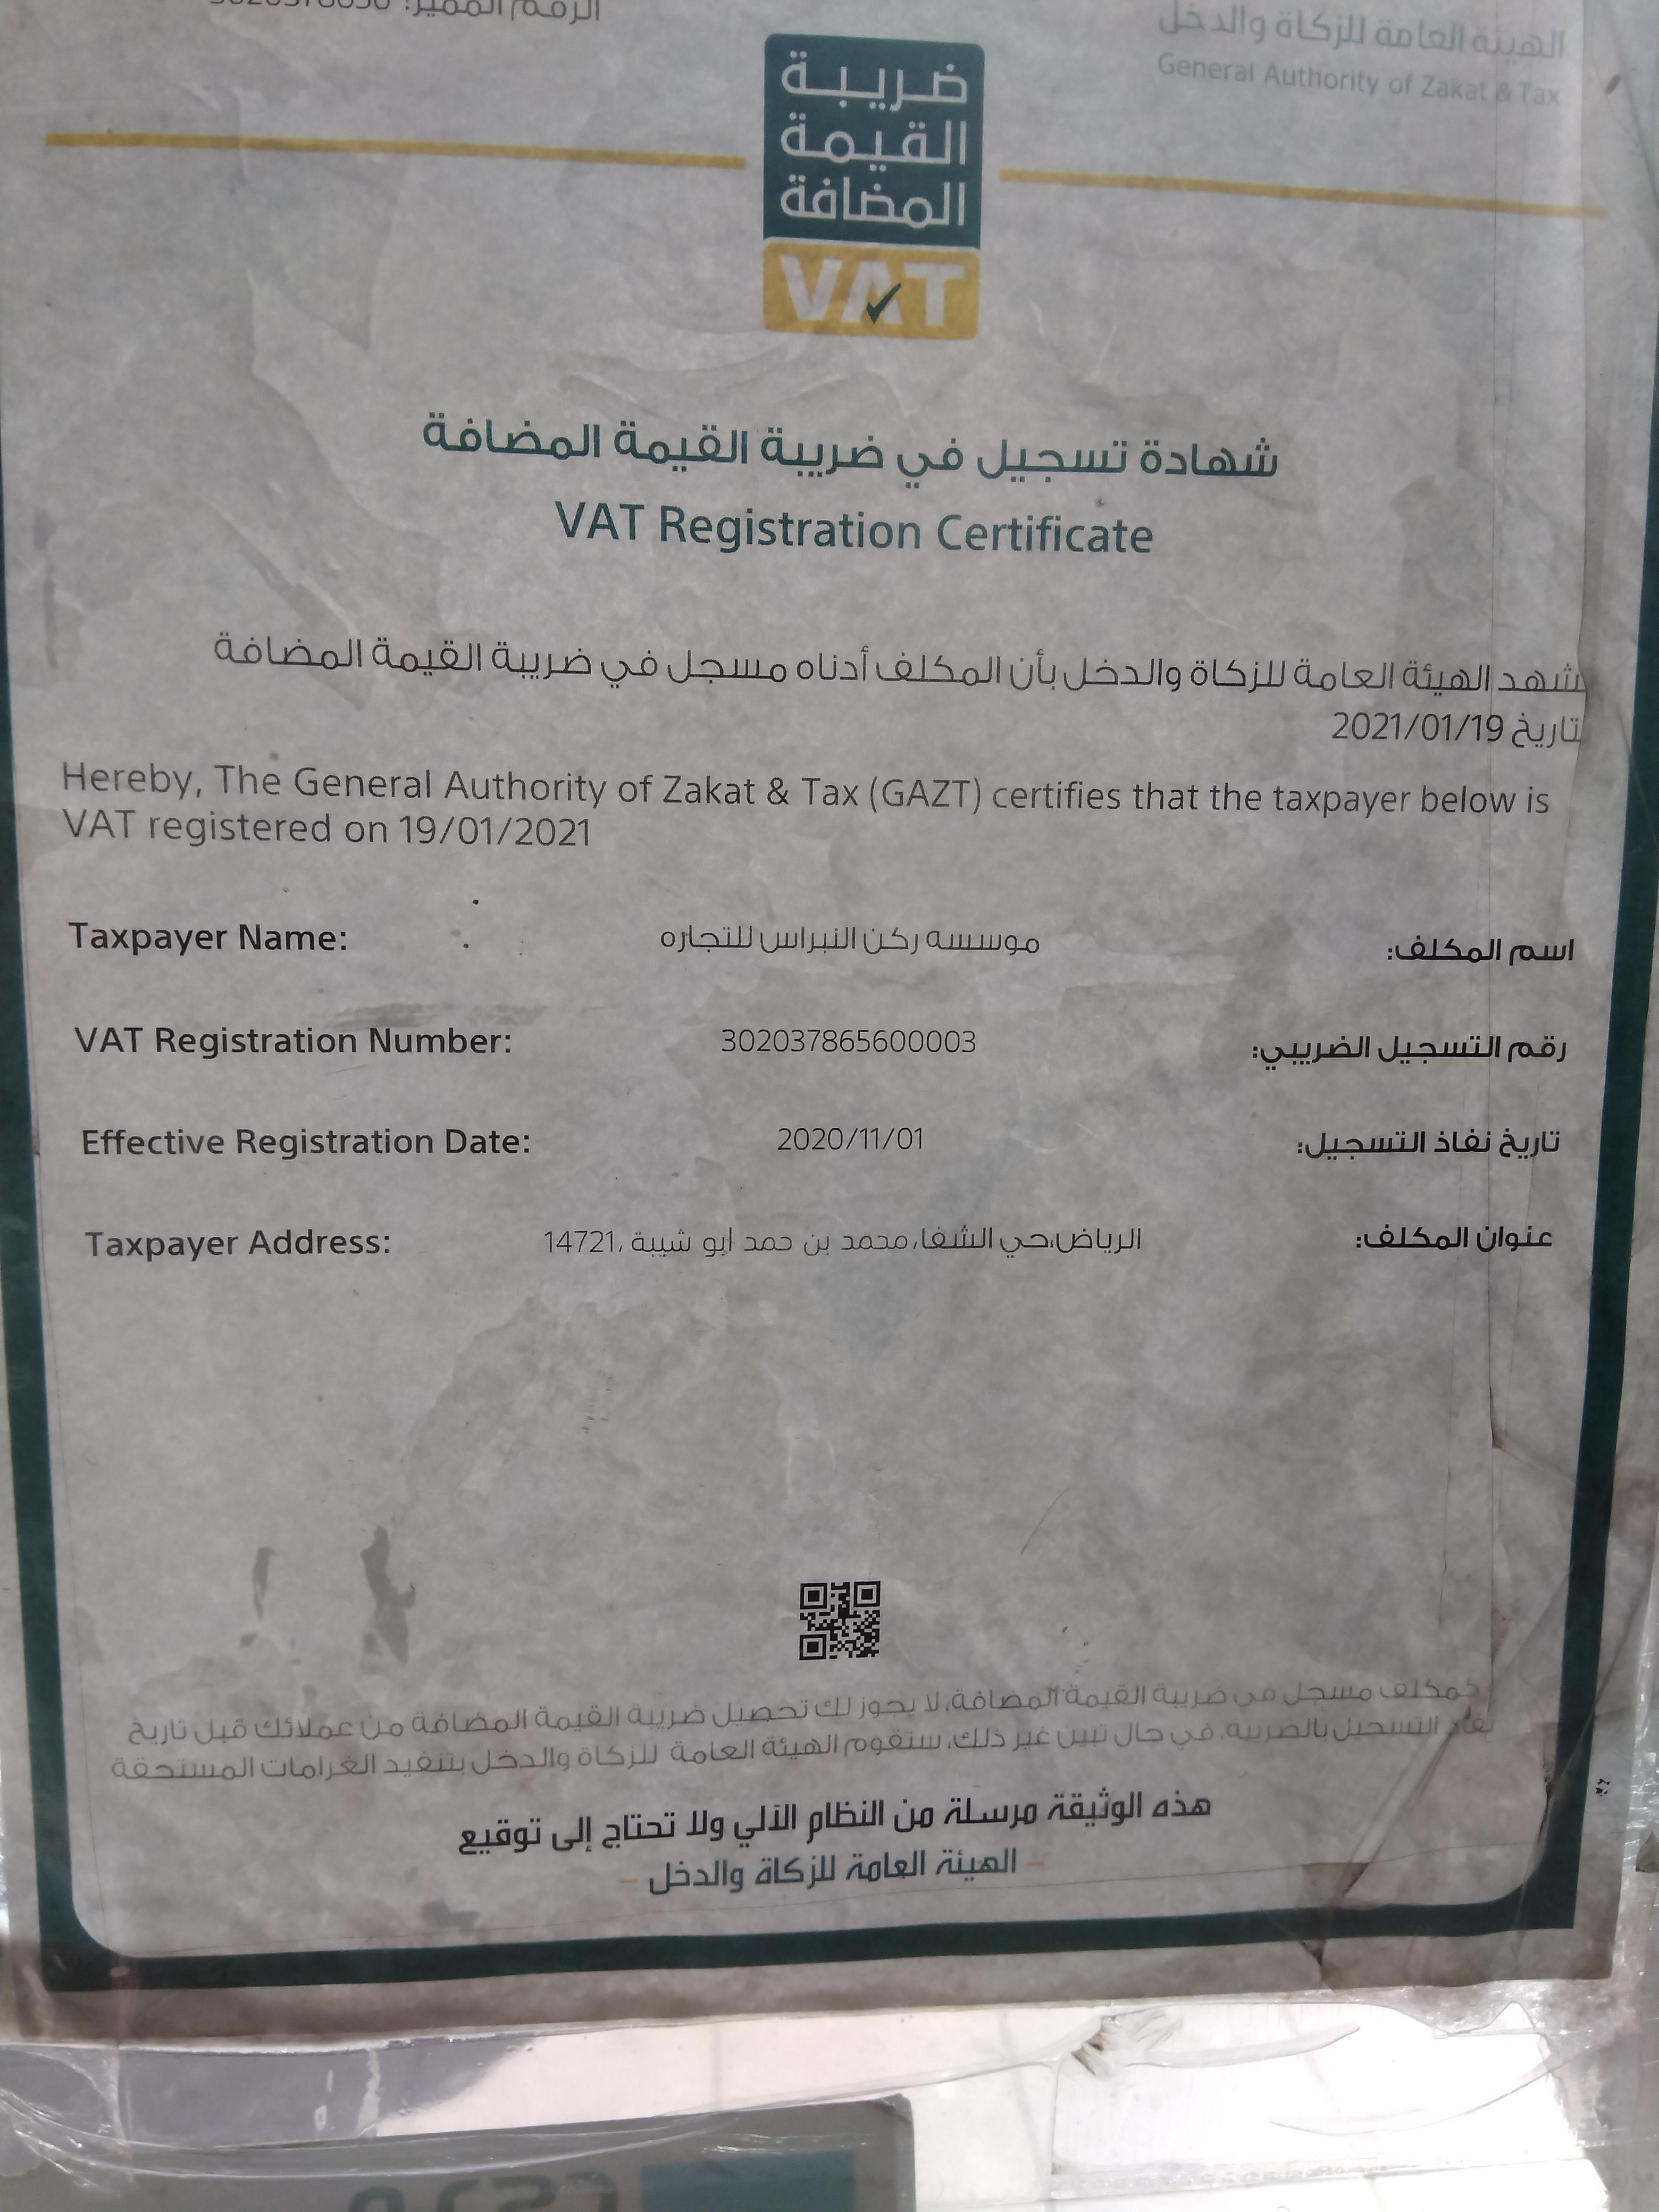 الهيئة العامة للزكاة والدخل
General Authority of Zakat & Tax
الرقم المميز:
ضريبة
القيمة
المضافة
VAT
شهادة تسجيل في ضريبة القيمة المضافة
VAT Registration Certificate
تشهد الهيئة العامة للزكاة والدخل بأن المكلف أدناه مسجل في ضريبة القيمة المضافة
بتاريخ 2021/01/19
Hereby, The General Authority of Zakat & Tax (GAZT) certifies that the taxpayer below is
VAT registered on 19/01/2021
Taxpayer Name: موسسه ركن النبراس للتجاره اسم المكلف:
VAT Registration Number: 302037865600003 رقم التسجيل الضريبي:
Effective Registration Date: 2020/11/01 تاريخ نفاذ التسجيل:
Taxpayer Address: الرياض،حي الشفا، محمد بن حمد ابو شيبة ،14721 عنوان المكلف:
كمكلف مسجل في ضريبة القيمة المضافة، لا يجوز لك تحصيل ضريبة القيمة المضافة من عملائك قبل تاريخ
نفاذ التسجيل بالضريبة. في حال تبين غير ذلك، ستقوم الهيئة العامة للزكاة والدخل بتنفيذ الغرامات المستحقة
هذه الوثيقة مرسلة من النظام الآلي ولا تحتاج إلى توقيع
- الهيئة العامة للزكاة والدخل -